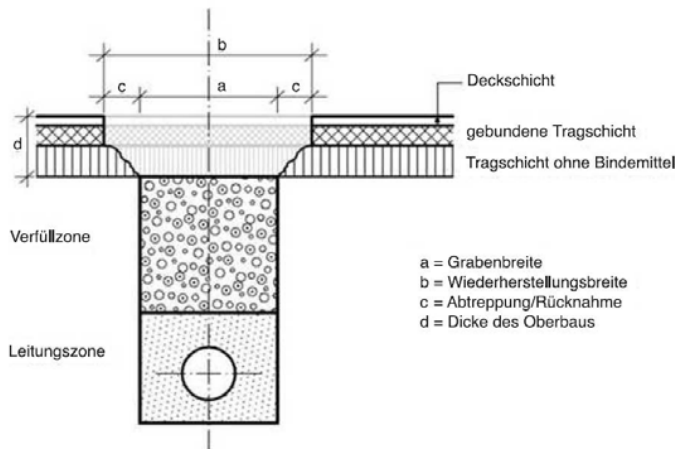 b
c
a
c
d
Deckschicht
gebundene Tragschicht
Tragschicht ohne Bindemittel
Verfüllzone
a = Grabenbreite
b = Wiederherstellungsbreite
c = Abtreppung/Rücknahme
d = Dicke des Oberbaus
Leitungszone